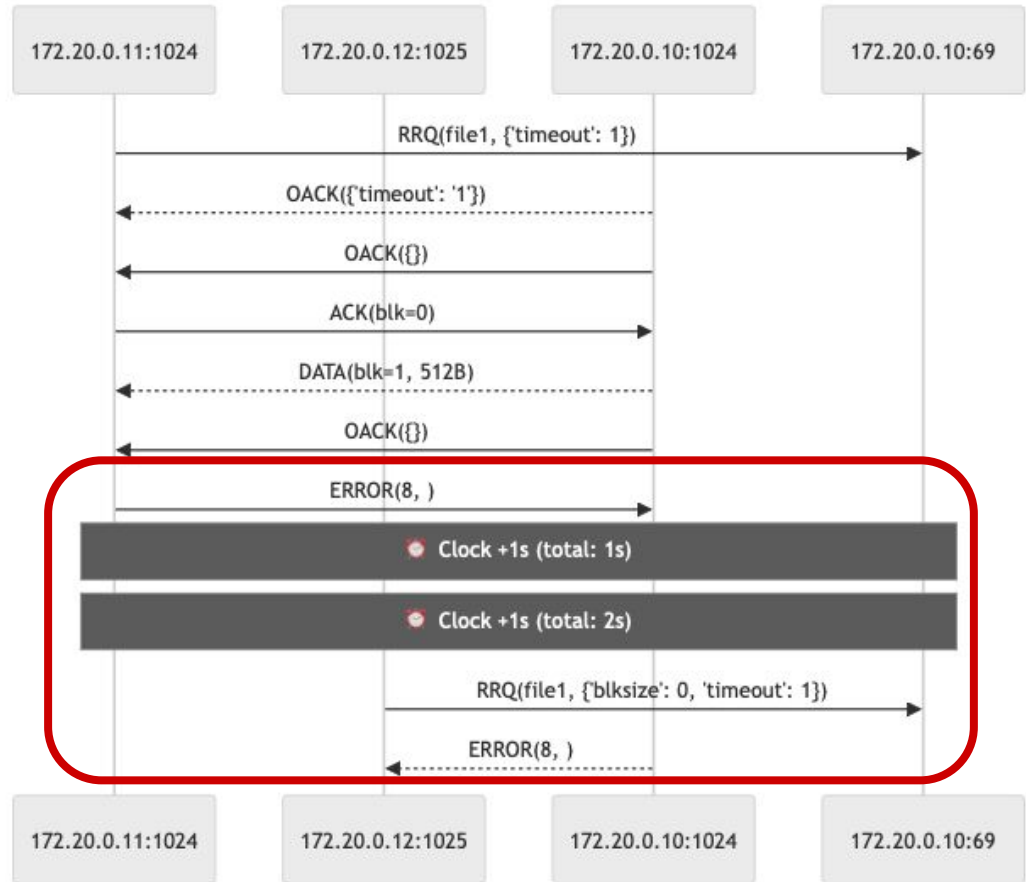 172.20.0.11:1024
172.20.0.12:1025
172.20.0.10:1024
172.20.0.10:69
RRQ(file1, {'timeout': 1})
OACK({'timeout': '1'})
OACK({})
ACK(blk=0)
DATA(blk=1, 512B)
OACK({})
ERROR(8, )
⏰ Clock +1s (total: 1s)
⏰ Clock +1s (total: 2s)
RRQ(file1, {'blksize': 0, 'timeout': 1})
ERROR(8, )
172.20.0.11:1024
172.20.0.12:1025
172.20.0.10:1024
172.20.0.10:69